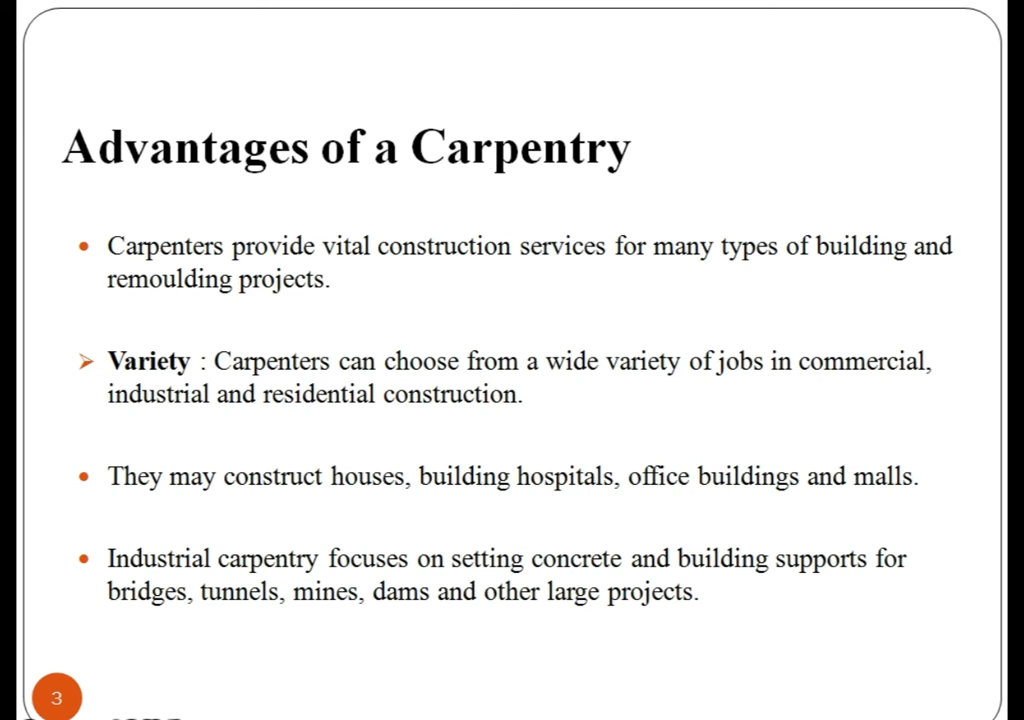 Advantages of a Carpentry
• Carpenters provide vital construction services for many types of building and
remoulding projects.
➢ Variety : Carpenters can choose from a wide variety of jobs in commercial,
industrial and residential construction.
• They may construct houses, building hospitals, office buildings and malls.
• Industrial carpentry focuses on setting concrete and building supports for
bridges, tunnels, mines, dams and other large projects.
3